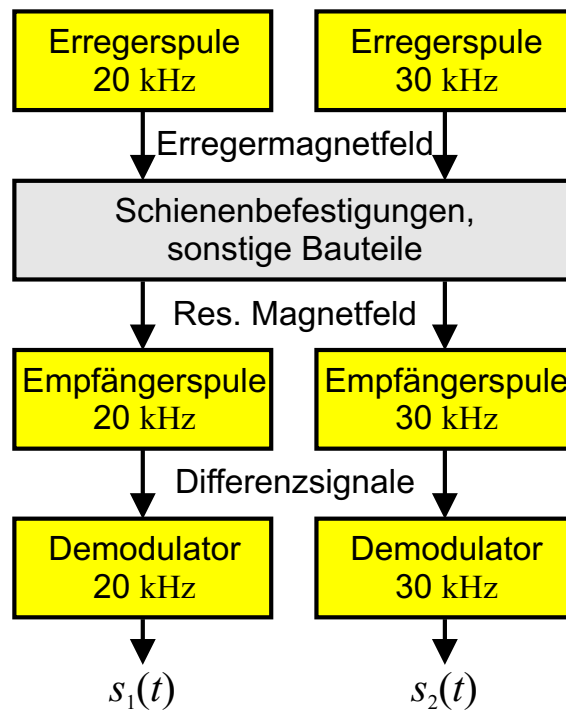 Erregerspule
20 kHz
Erregerspule
30 kHz
Erregermagnetfeld
Schienenbefestigungen,
sonstige Bauteile
Res. Magnetfeld
Empfängerspule
20 kHz
Empfängerspule
30 kHz
Differenzsignale
Demodulator
20 kHz
Demodulator
30 kHz
s₁(t)
s₂(t)